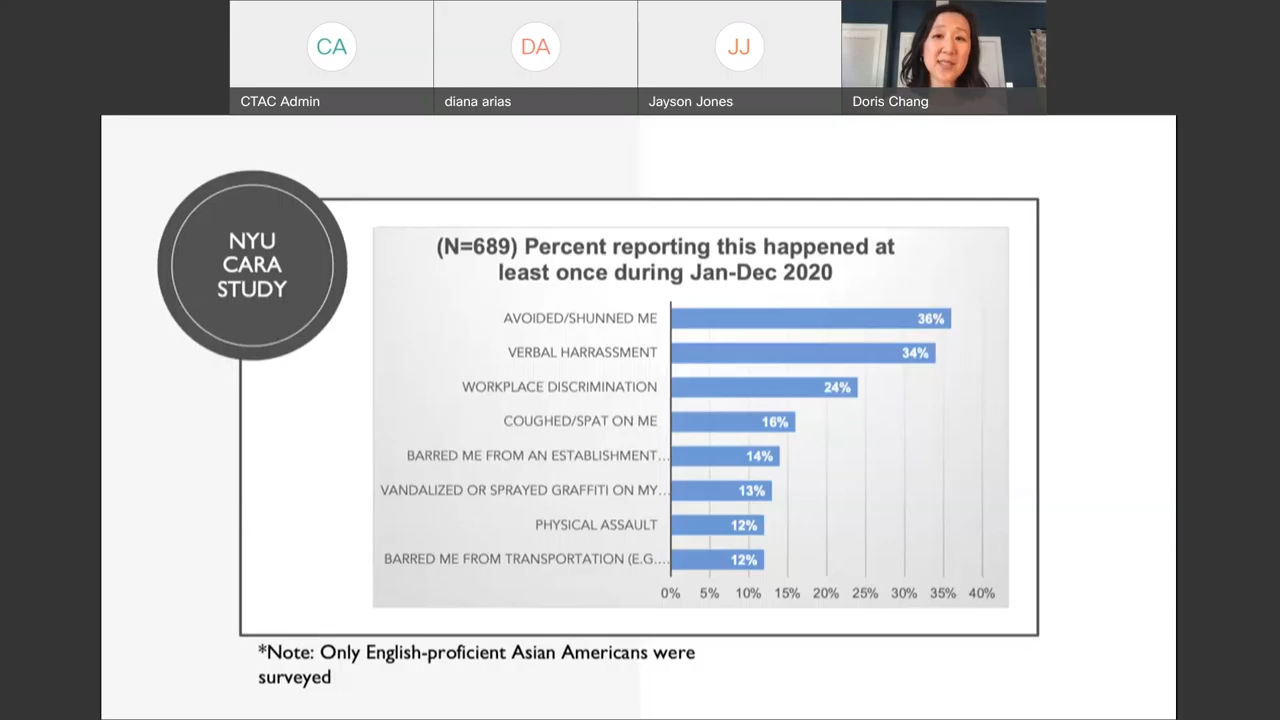 CA
DA
JJ
CTAC Admin
diana arias
Jayson Jones
Doris Chang
NYU
CARA
STUDY
(N=689) Percent reporting this happened at
least once during Jan-Dec 2020
AVOIDED/SHUNNED ME
36%
VERBAL HARRASSMENT
34%
WORKPLACE DISCRIMINATION
24%
COUGHED/SPAT ON ME
16%
BARRED ME FROM AN ESTABLISHMENT…
14%
VANDALIZED OR SPRAYED GRAFFITI ON MY…
13%
PHYSICAL ASSAULT
12%
BARRED ME FROM TRANSPORTATION (E.G.…
12%
0% 5% 10% 15% 20% 25% 30% 35% 40%
*Note: Only English-proficient Asian Americans were
surveyed